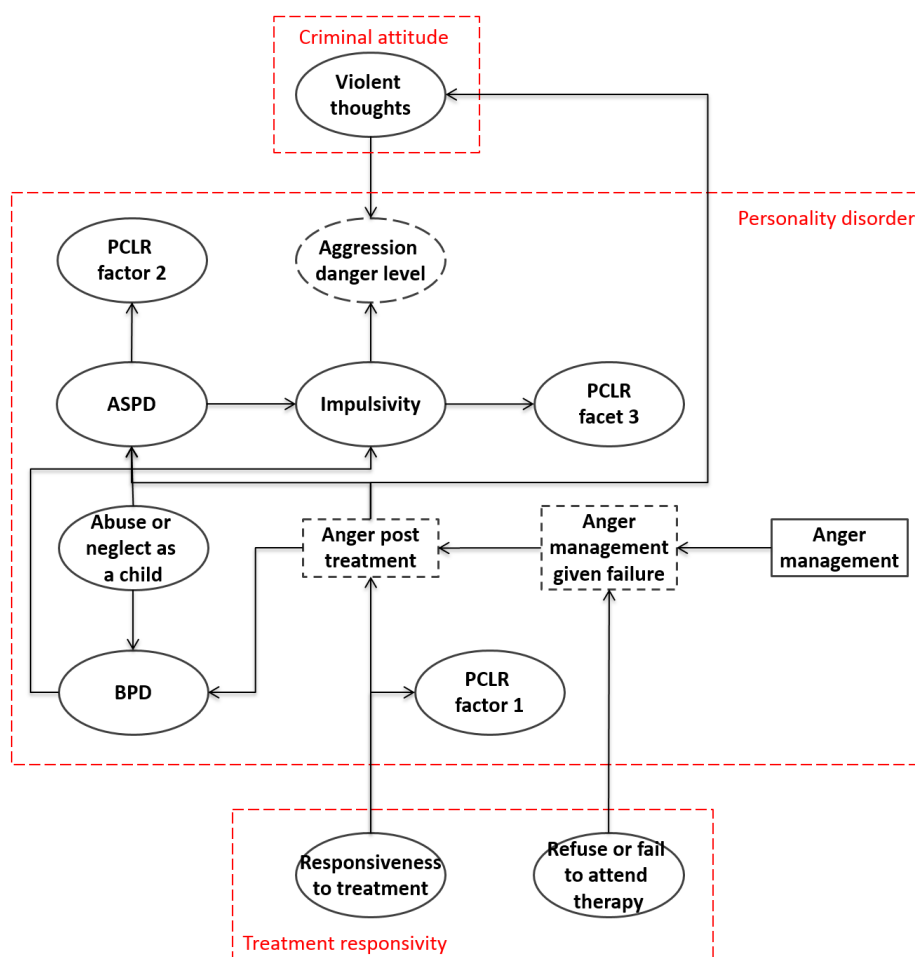 Criminal attitude
Violent
thoughts
Personality disorder
PCLR
factor 2
Aggression
danger level
ASPD
Impulsivity
PCLR
facet 3
Abuse or
neglect as
a child
Anger post
treatment
Anger
management
given failure
Anger
management
BPD
PCLR
factor 1
Responsiveness
to treatment
Refuse or fail
to attend
therapy
Treatment responsivity